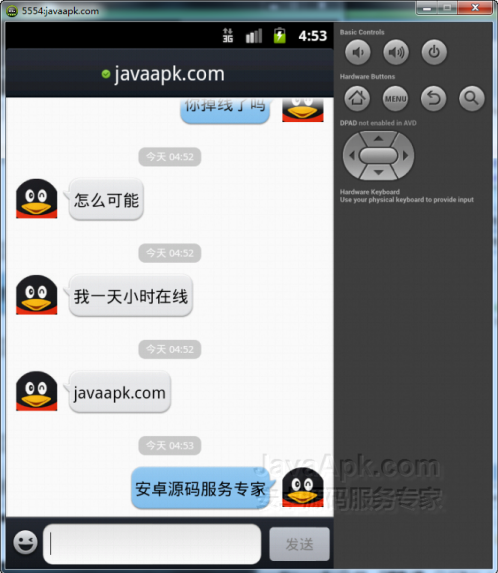 5554:javaapk.com
3G
4:53
javaapk.com
你掉线了吗
今天 04:52
怎么可能
今天 04:52
我一天小时在线
今天 04:52
javaapk.com
今天 04:53
安卓源码服务专家
发送
Basic Controls
Hardware Buttons
MENU
DPAD not enabled in AVD
Hardware Keyboard
Use your physical keyboard to provide input
JavaApk.com
安卓源码服务专家